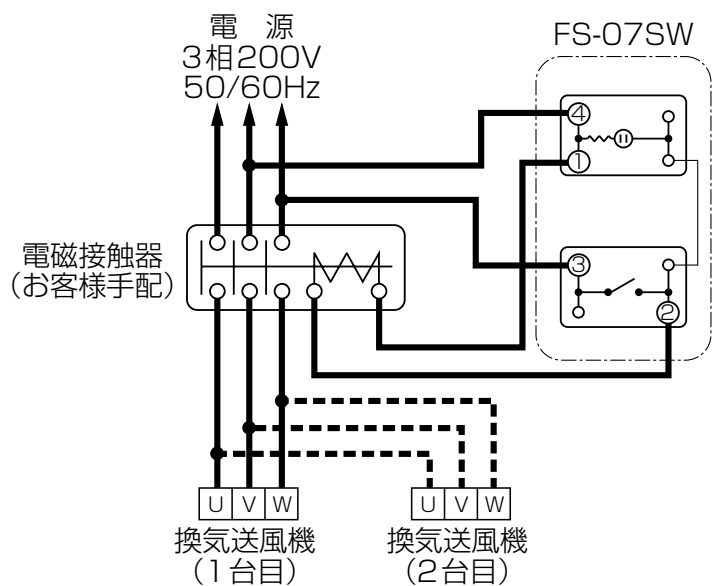 電 源
3相200V
50/60Hz
FS-07SW
④
①
③
②
電磁接触器
（お客様手配）
U V W
U V W
換気送風機
（1台目）
換気送風機
（2台目）